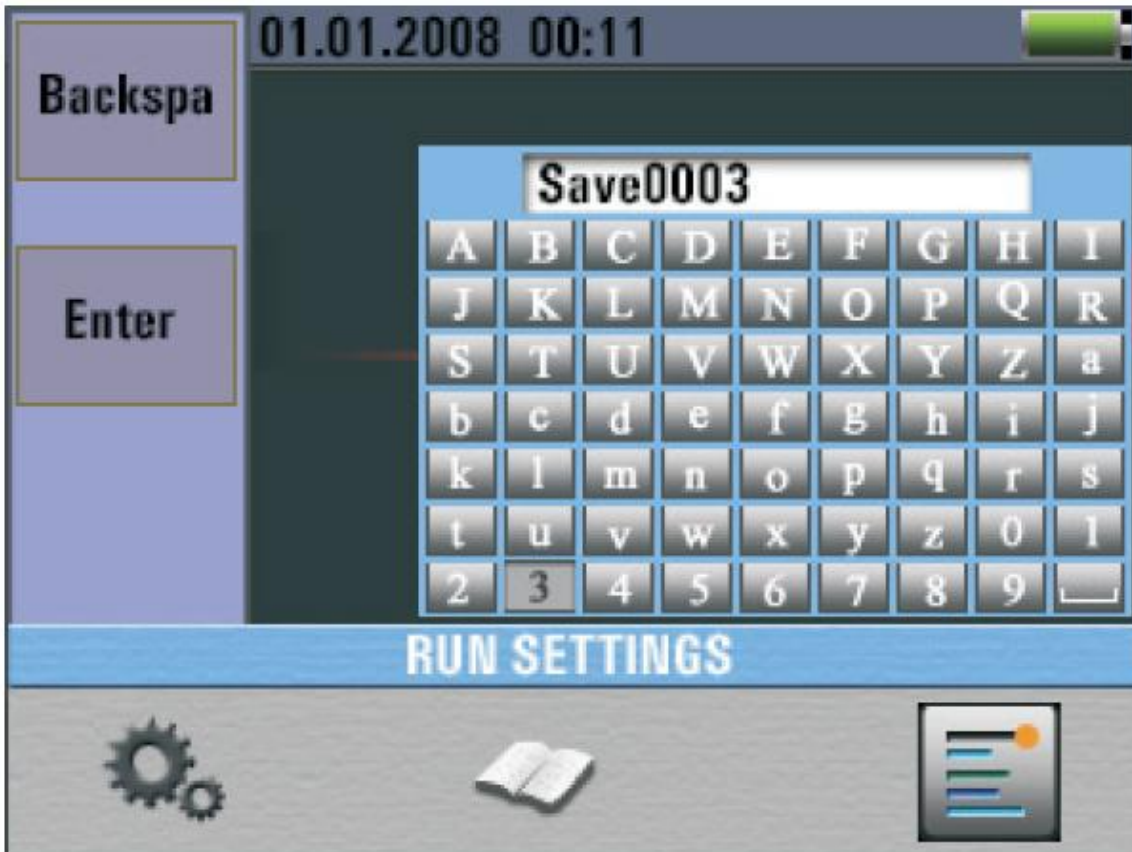 01.01.2008 00:11
Backspa
Enter
Save0003
A B C D E F G H I
J K L M N O P Q R
S T U V W X Y Z a
b c d e f g h i j
k l m n o p q r s
t u v w x y z 0 1
2 3 4 5 6 7 8 9
RUN SETTINGS